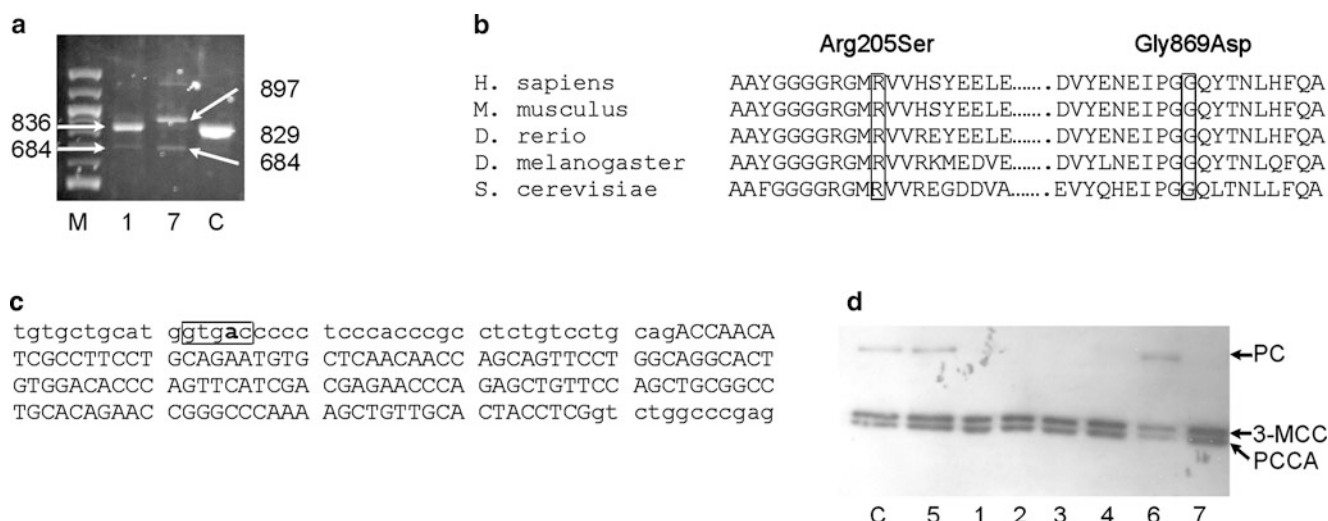 a
897
836
829
684
684
M 1 7 C
b
Arg205Ser Gly869Asp
H. sapiens AAYGGGGRGMRVVHSYEELE.......DVYENEIPGGQYTNLHFQA
M. musculus AAYGGGGRGMRVVHSYEELE.......DVYENEIPGGQYTNLHFQA
D. rerio AAYGGGGRGMRVVREYEELE.......DVYENEIPGGQYTNLHFQA
D. melanogaster AAYGGGGRGMRVVRKMEDVE.......DVYLNEIPGGQYTNLQFQA
S. cerevisiae AAFGGGGRGMRVVREGDDVA.......EVYQHEIPGGQLTNLLFQA
c
tgtgctgcat ggtgaccccc tcccacccgc ctctgtcctg cagACCAACA
TCGCCTTCCT GCAGAATGTG CTCAACAACC AGCAGTTCCT GGCAGGCACT
GTGGACACCC AGTTCATCGA CGAGAACCCA GAGCTGTTCC AGCTGCGGCC
TGCACAGAAC CGGGCCCAAA AGCTGTTGCA CTACCTCGgt ctggcccgag
d
PC
3-MCC
PCCA
C 5 1 2 3 4 6 7